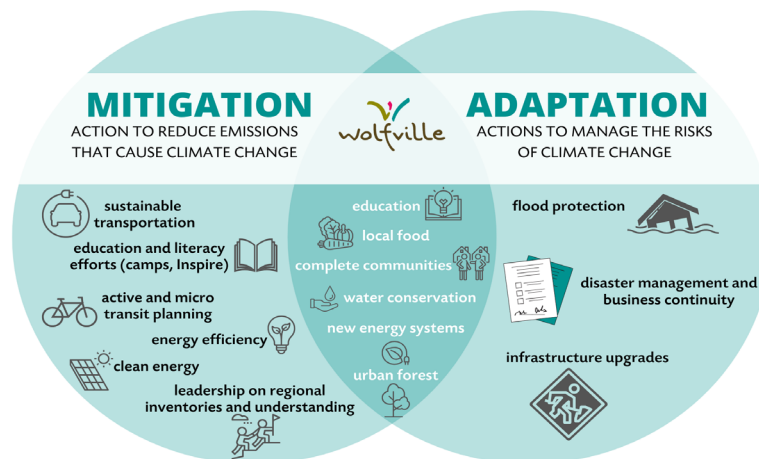 MITIGATION
ACTION TO REDUCE EMISSIONS
THAT CAUSE CLIMATE CHANGE
wolfville
ADAPTATION
ACTIONS TO MANAGE THE RISKS
OF CLIMATE CHANGE
sustainable
transportation
education and literacy
efforts (camps, Inspire)
active and micro
transit planning
energy efficiency
clean energy
leadership on regional
inventories and understanding
education
local food
complete communities
water conservation
new energy systems
urban forest
flood protection
disaster management and
business continuity
infrastructure upgrades